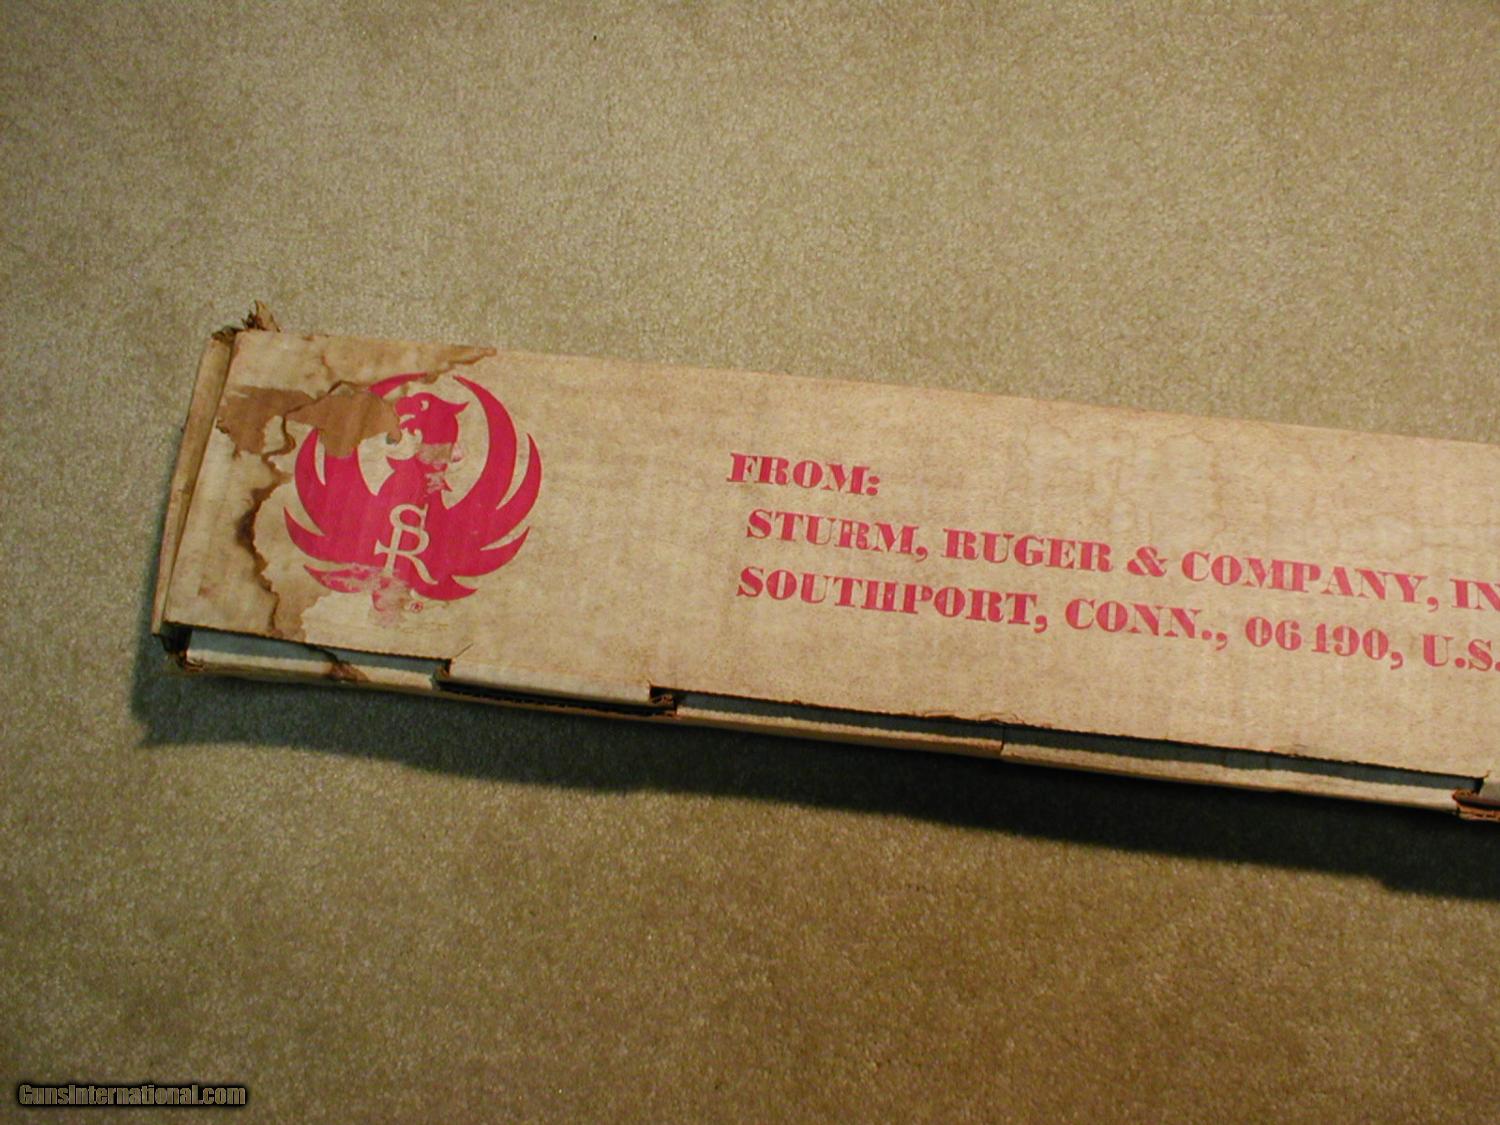 SR
®
FROM:
STURM, RUGER & COMPANY, IN
SOUTHPORT, CONN., 06490, U.S.
GunsInternational.com